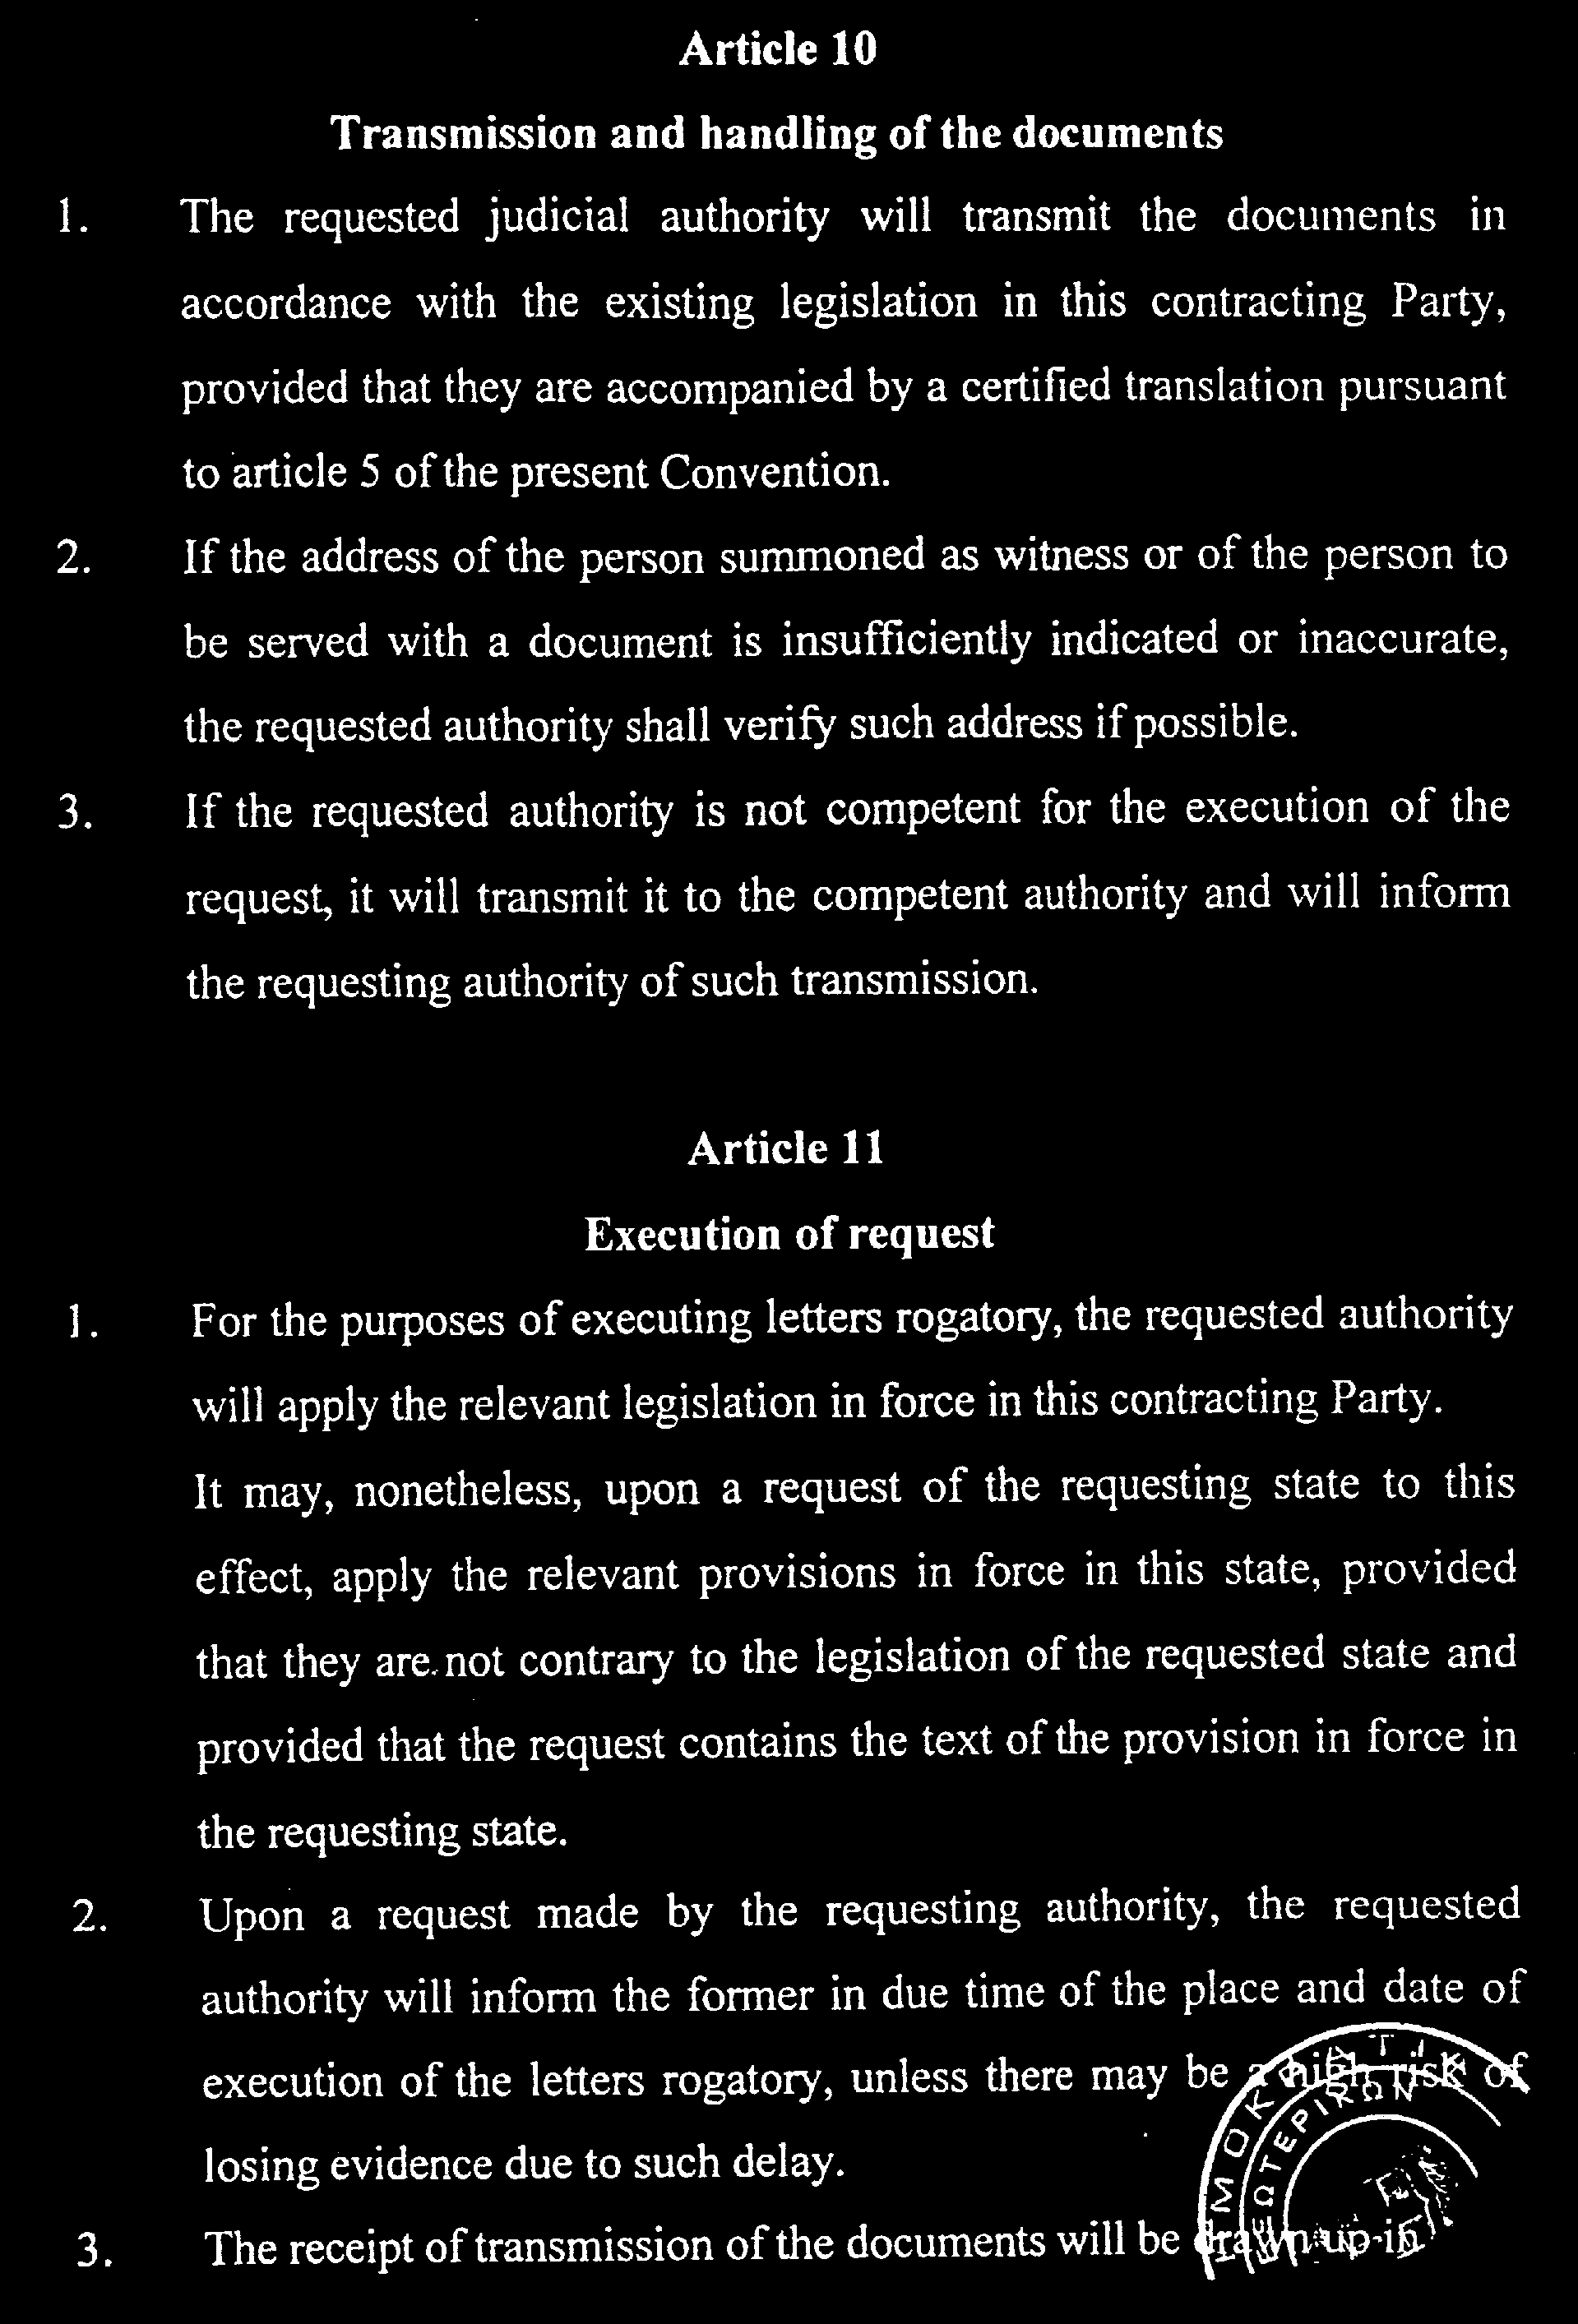 Article 10
Transmission and handling of the documents
1. The requested judicial authority will transmit the documents in
accordance with the existing legislation in this contracting Party,
provided that they are accompanied by a certified translation pursuant
to article 5 of the present Convention.
2. If the address of the person summoned as witness or of the person to
be served with a document is insufficiently indicated or inaccurate,
the requested authority shall verify such address if possible.
3. If the requested authority is not competent for the execution of the
request, it will transmit it to the competent authority and will inform
the requesting authority of such transmission.
Article 11
Execution of request
1. For the purposes of executing letters rogatory, the requested authority
will apply the relevant legislation in force in this contracting Party.
It may, nonetheless, upon a request of the requesting state to this
effect, apply the relevant provisions in force in this state, provided
that they are not contrary to the legislation of the requested state and
provided that the request contains the text of the provision in force in
the requesting state.
2. Upon a request made by the requesting authority, the requested
authority will inform the former in due time of the place and date of
execution of the letters rogatory, unless there may be a high risk of
losing evidence due to such delay.
3. The receipt of transmission of the documents will be drawn up in